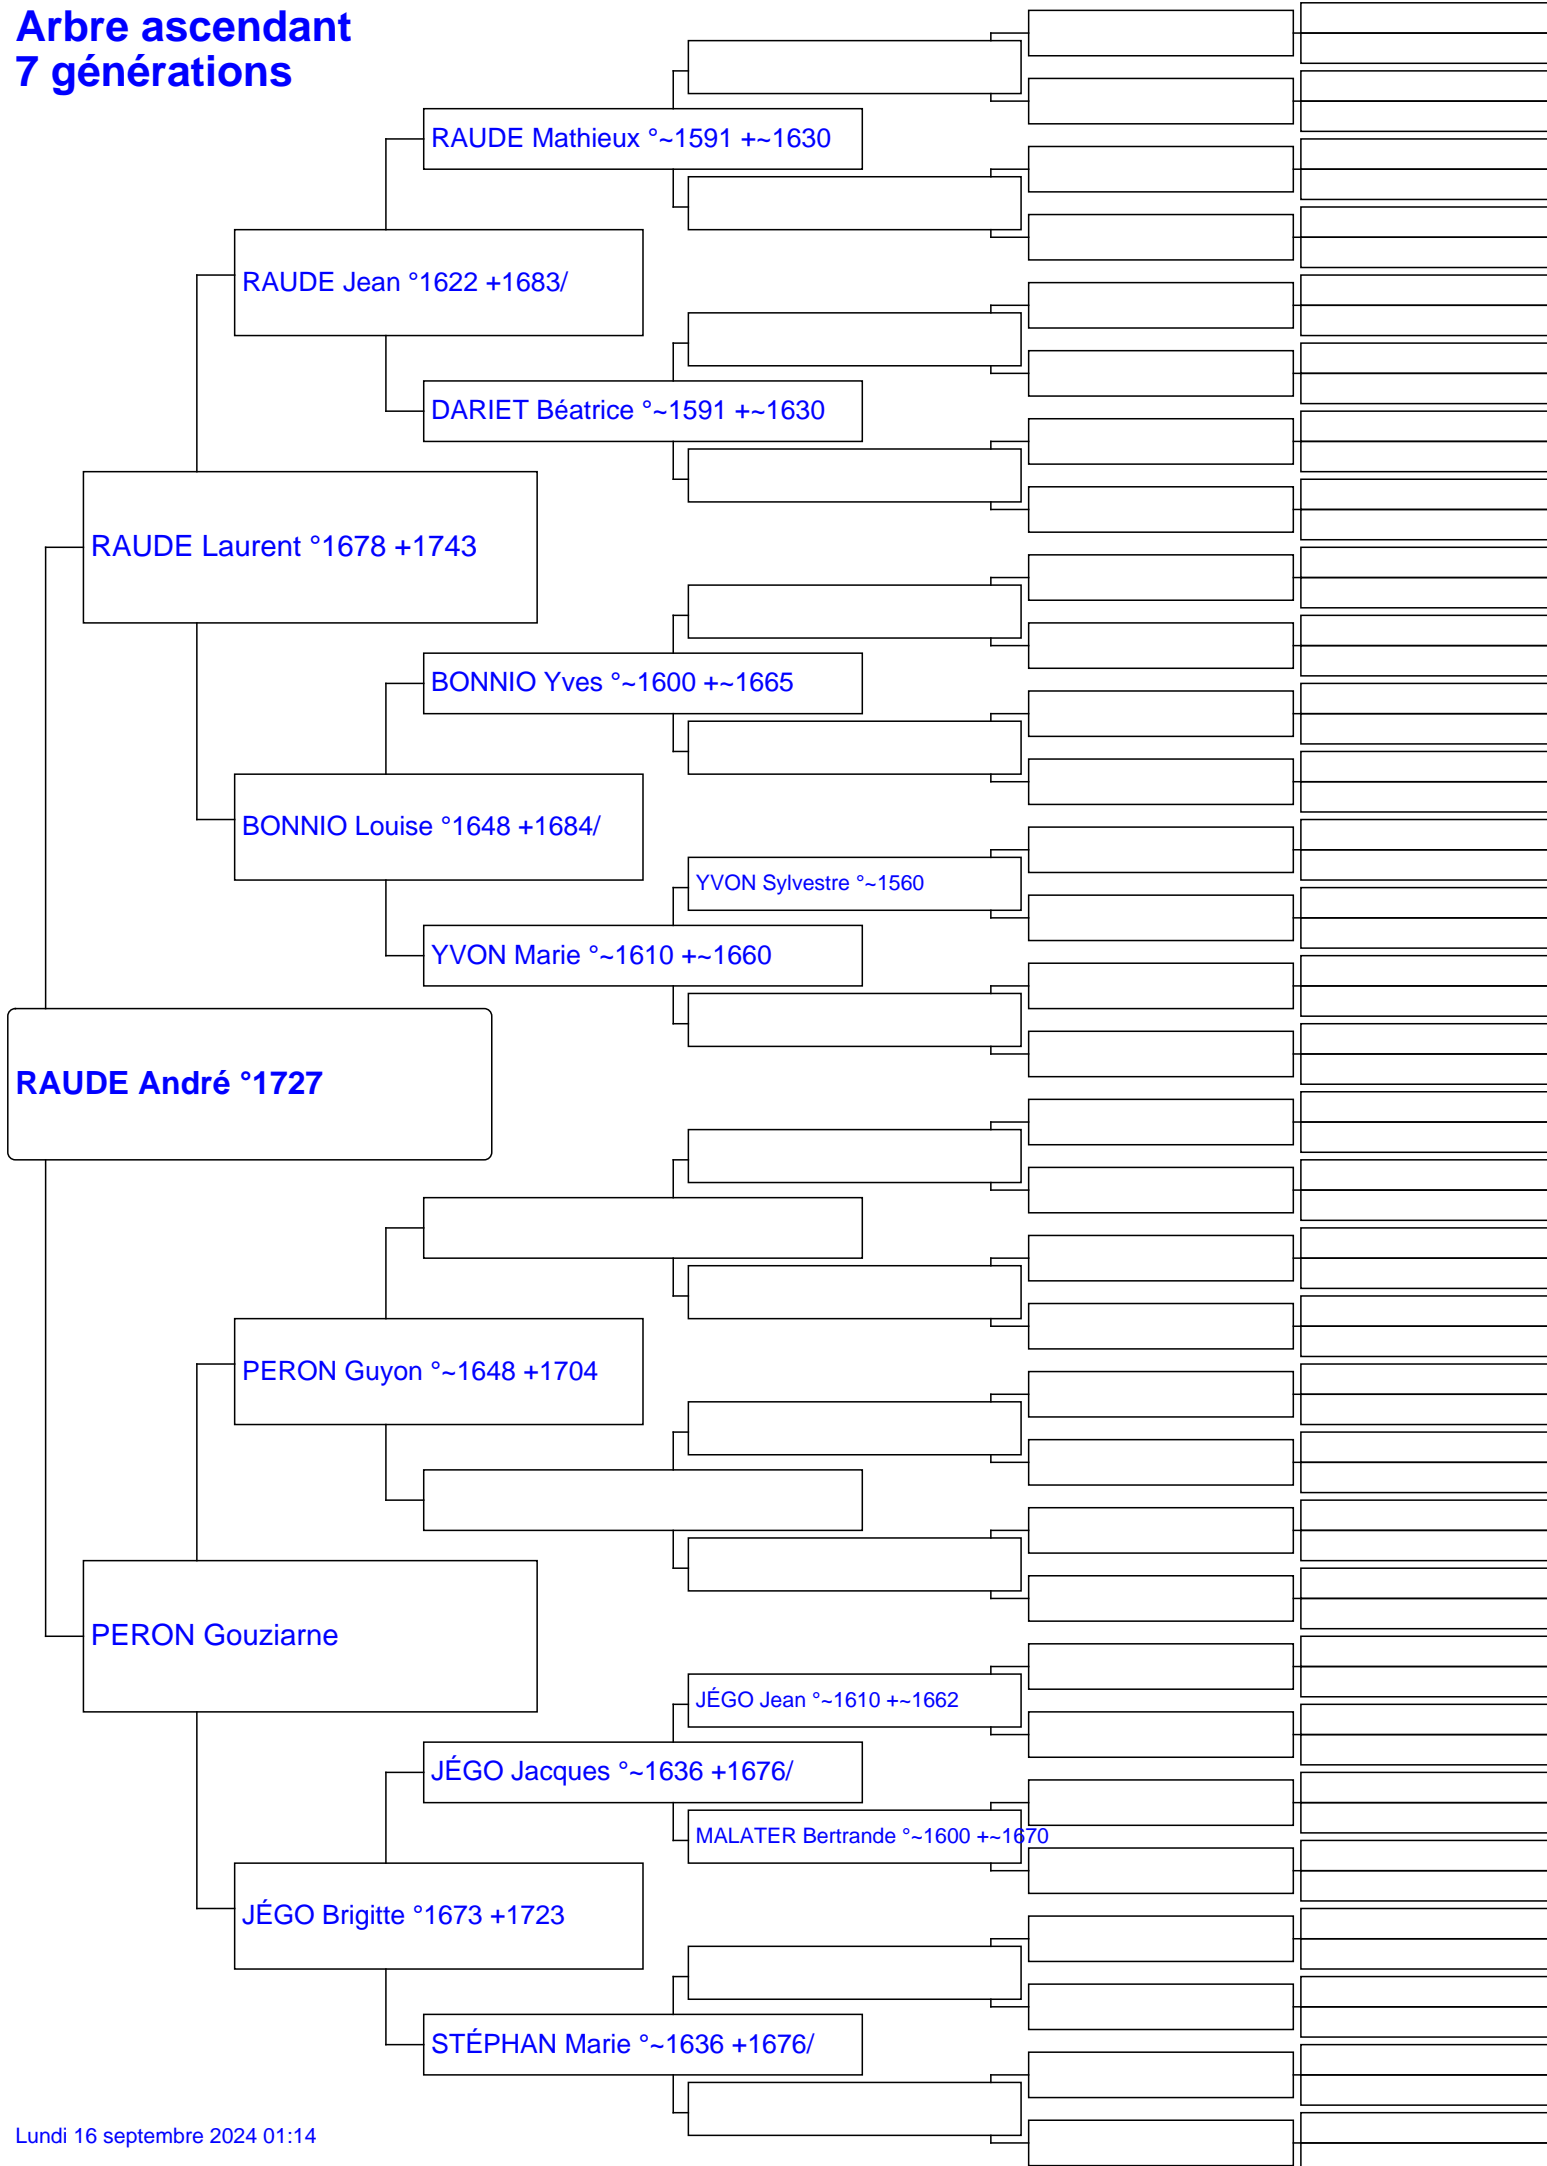 Arbre ascendant
7 générations
RAUDE Mathieux °~1591 +~1630
RAUDE Jean °1622 +1683/
DARIET Béatrice °~1591 +~1630
RAUDE Laurent °1678 +1743
BONNIO Yves °~1600 +~1665
BONNIO Louise °1648 +1684/
YVON Sylvestre °~1560
YVON Marie °~1610 +~1660
RAUDE André °1727
PERON Guyon °~1648 +1704
PERON Gouziarne
JÉGO Jean °~1610 +~1662
JÉGO Jacques °~1636 +1676/
MALATER Bertrande °~1600 +~1670
JÉGO Brigitte °1673 +1723
STÉPHAN Marie °~1636 +1676/
Lundi 16 septembre 2024 01:14